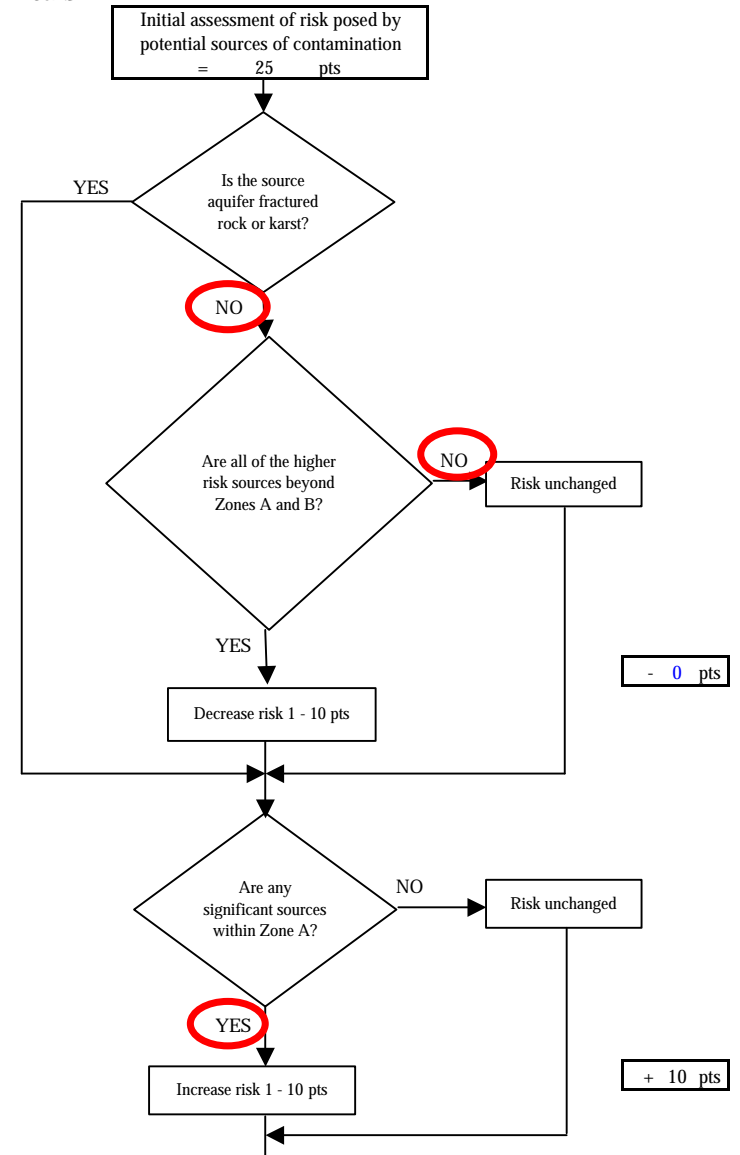 Initial assessment of risk posed by
potential sources of contamination
= 25 pts
YES
Is the source
aquifer fractured
rock or karst?
NO
Are all of the higher
risk sources beyond
Zones A and B?
NO
Risk unchanged
YES
- 0 pts
Decrease risk 1 - 10 pts
Are any
significant sources
within Zone A?
NO
Risk unchanged
YES
Increase risk 1 - 10 pts
+ 10 pts